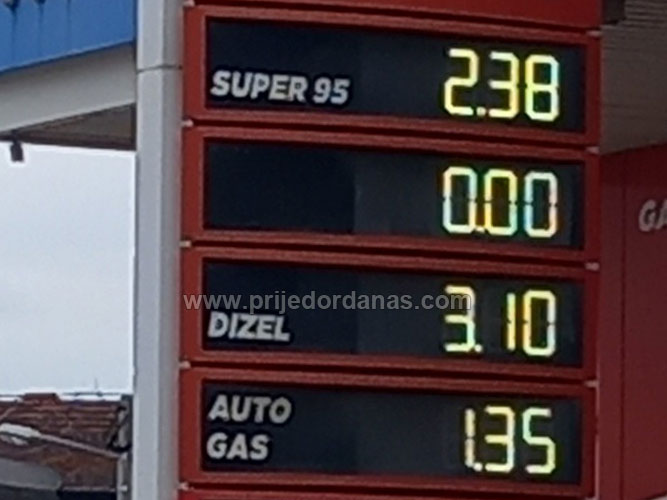 SUPER 95 2.38
0.00
www.prijedordanas.com
DIZEL 3.10
AUTO
GAS 1.35